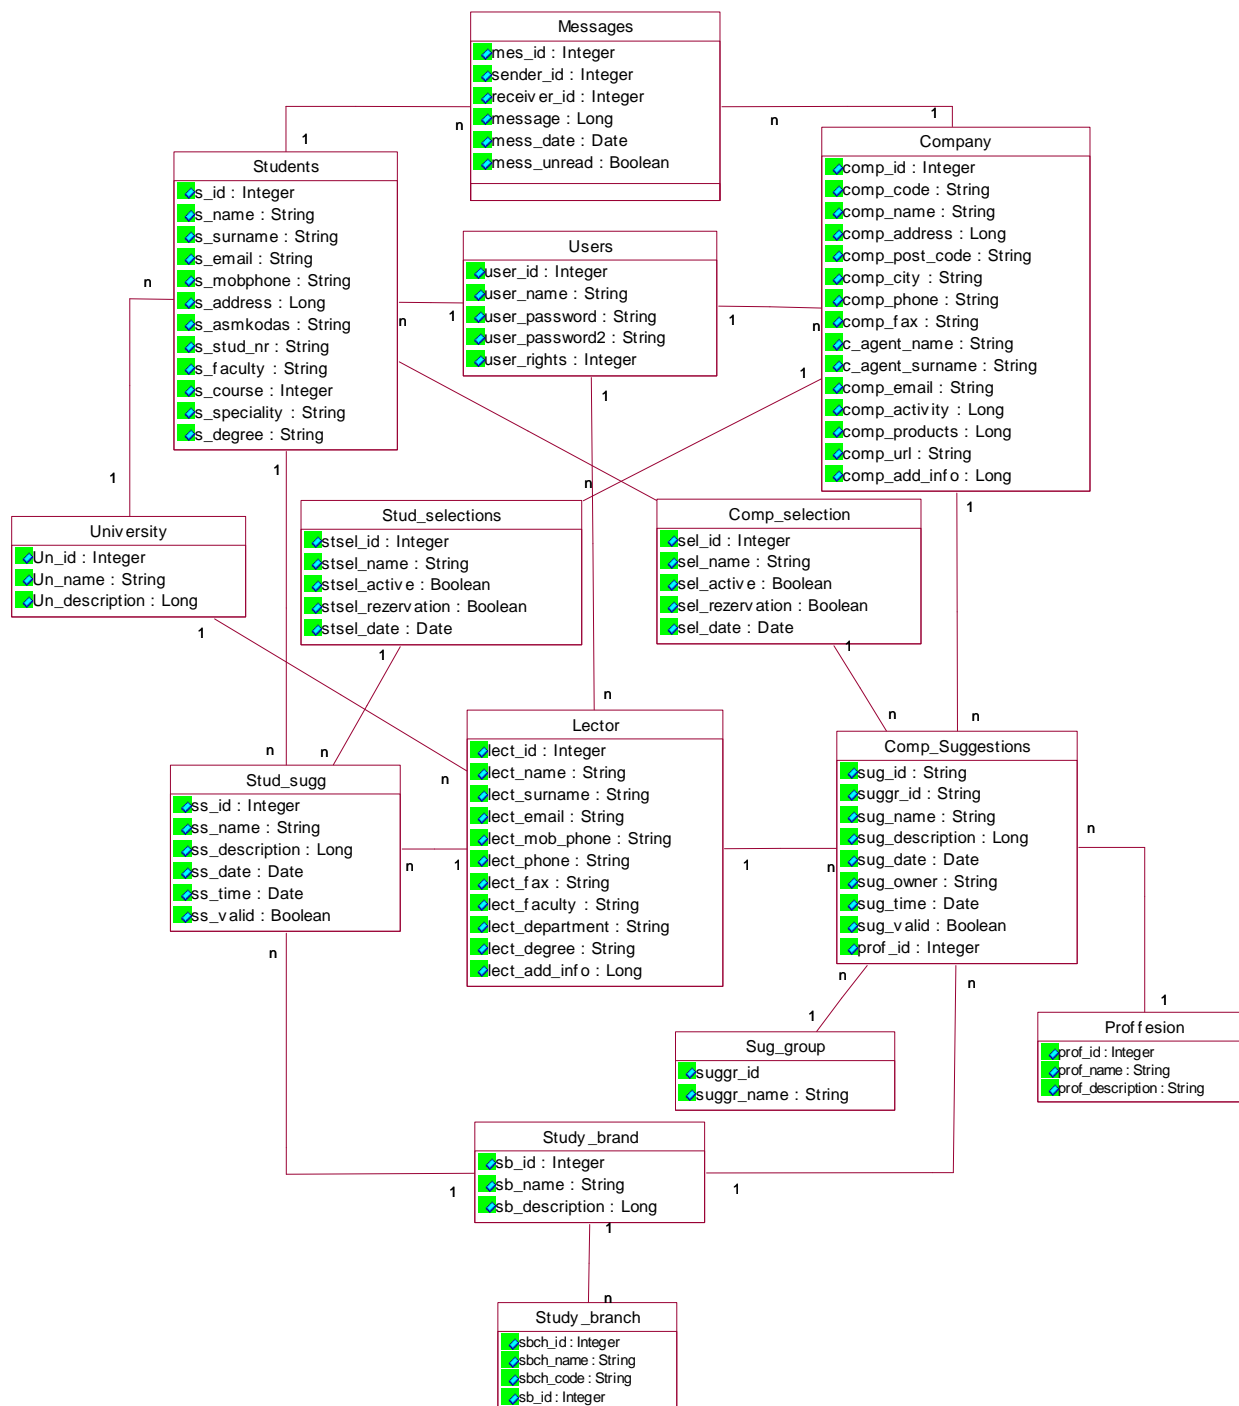 Messages
mes_id : Integer
sender_id : Integer
receiver_id : Integer
message : Long
mess_date : Date
mess_unread : Boolean
1
n
n
1
Students
s_id : Integer
s_name : String
s_surname : String
s_email : String
s_mobphone : String
s_address : Long
s_asmkodas : String
s_stud_nr : String
s_faculty : String
s_course : Integer
s_speciality : String
s_degree : String
Users
user_id : Integer
user_name : String
user_password : String
user_password2 : String
user_rights : Integer
Company
comp_id : Integer
comp_code : String
comp_name : String
comp_address : Long
comp_post_code : String
comp_city : String
comp_phone : String
comp_fax : String
c_agent_name : String
c_agent_surname : String
comp_email : String
comp_activity : Long
comp_products : Long
comp_url : String
comp_add_info : Long
n
n
1
1
n
1
1
1
1
n
1
University
Un_id : Integer
Un_name : String
Un_description : Long
Stud_selections
stsel_id : Integer
stsel_name : String
stsel_active : Boolean
stsel_rezervation : Boolean
stsel_date : Date
Comp_selection
sel_id : Integer
sel_name : String
sel_active : Boolean
sel_rezervation : Boolean
sel_date : Date
1
1
1
n
n
n
n
n
n
Stud_sugg
ss_id : Integer
ss_name : String
ss_description : Long
ss_date : Date
ss_time : Date
ss_valid : Boolean
Lector
lect_id : Integer
lect_name : String
lect_surname : String
lect_email : String
lect_mob_phone : String
lect_phone : String
lect_fax : String
lect_faculty : String
lect_department : String
lect_degree : String
lect_add_info : Long
Comp_Suggestions
sug_id : String
suggr_id : String
sug_name : String
sug_description : Long
sug_date : Date
sug_owner : String
sug_time : Date
sug_valid : Boolean
prof_id : Integer
n
1
1
n
n
n
n
n
1
1
Sug_group
suggr_id
suggr_name : String
Proffesion
prof_id : Integer
prof_name : String
prof_description : String
Study_brand
sb_id : Integer
sb_name : String
sb_description : Long
1
1
1
n
Study_branch
sbch_id : Integer
sbch_name : String
sbch_code : String
sb_id : Integer